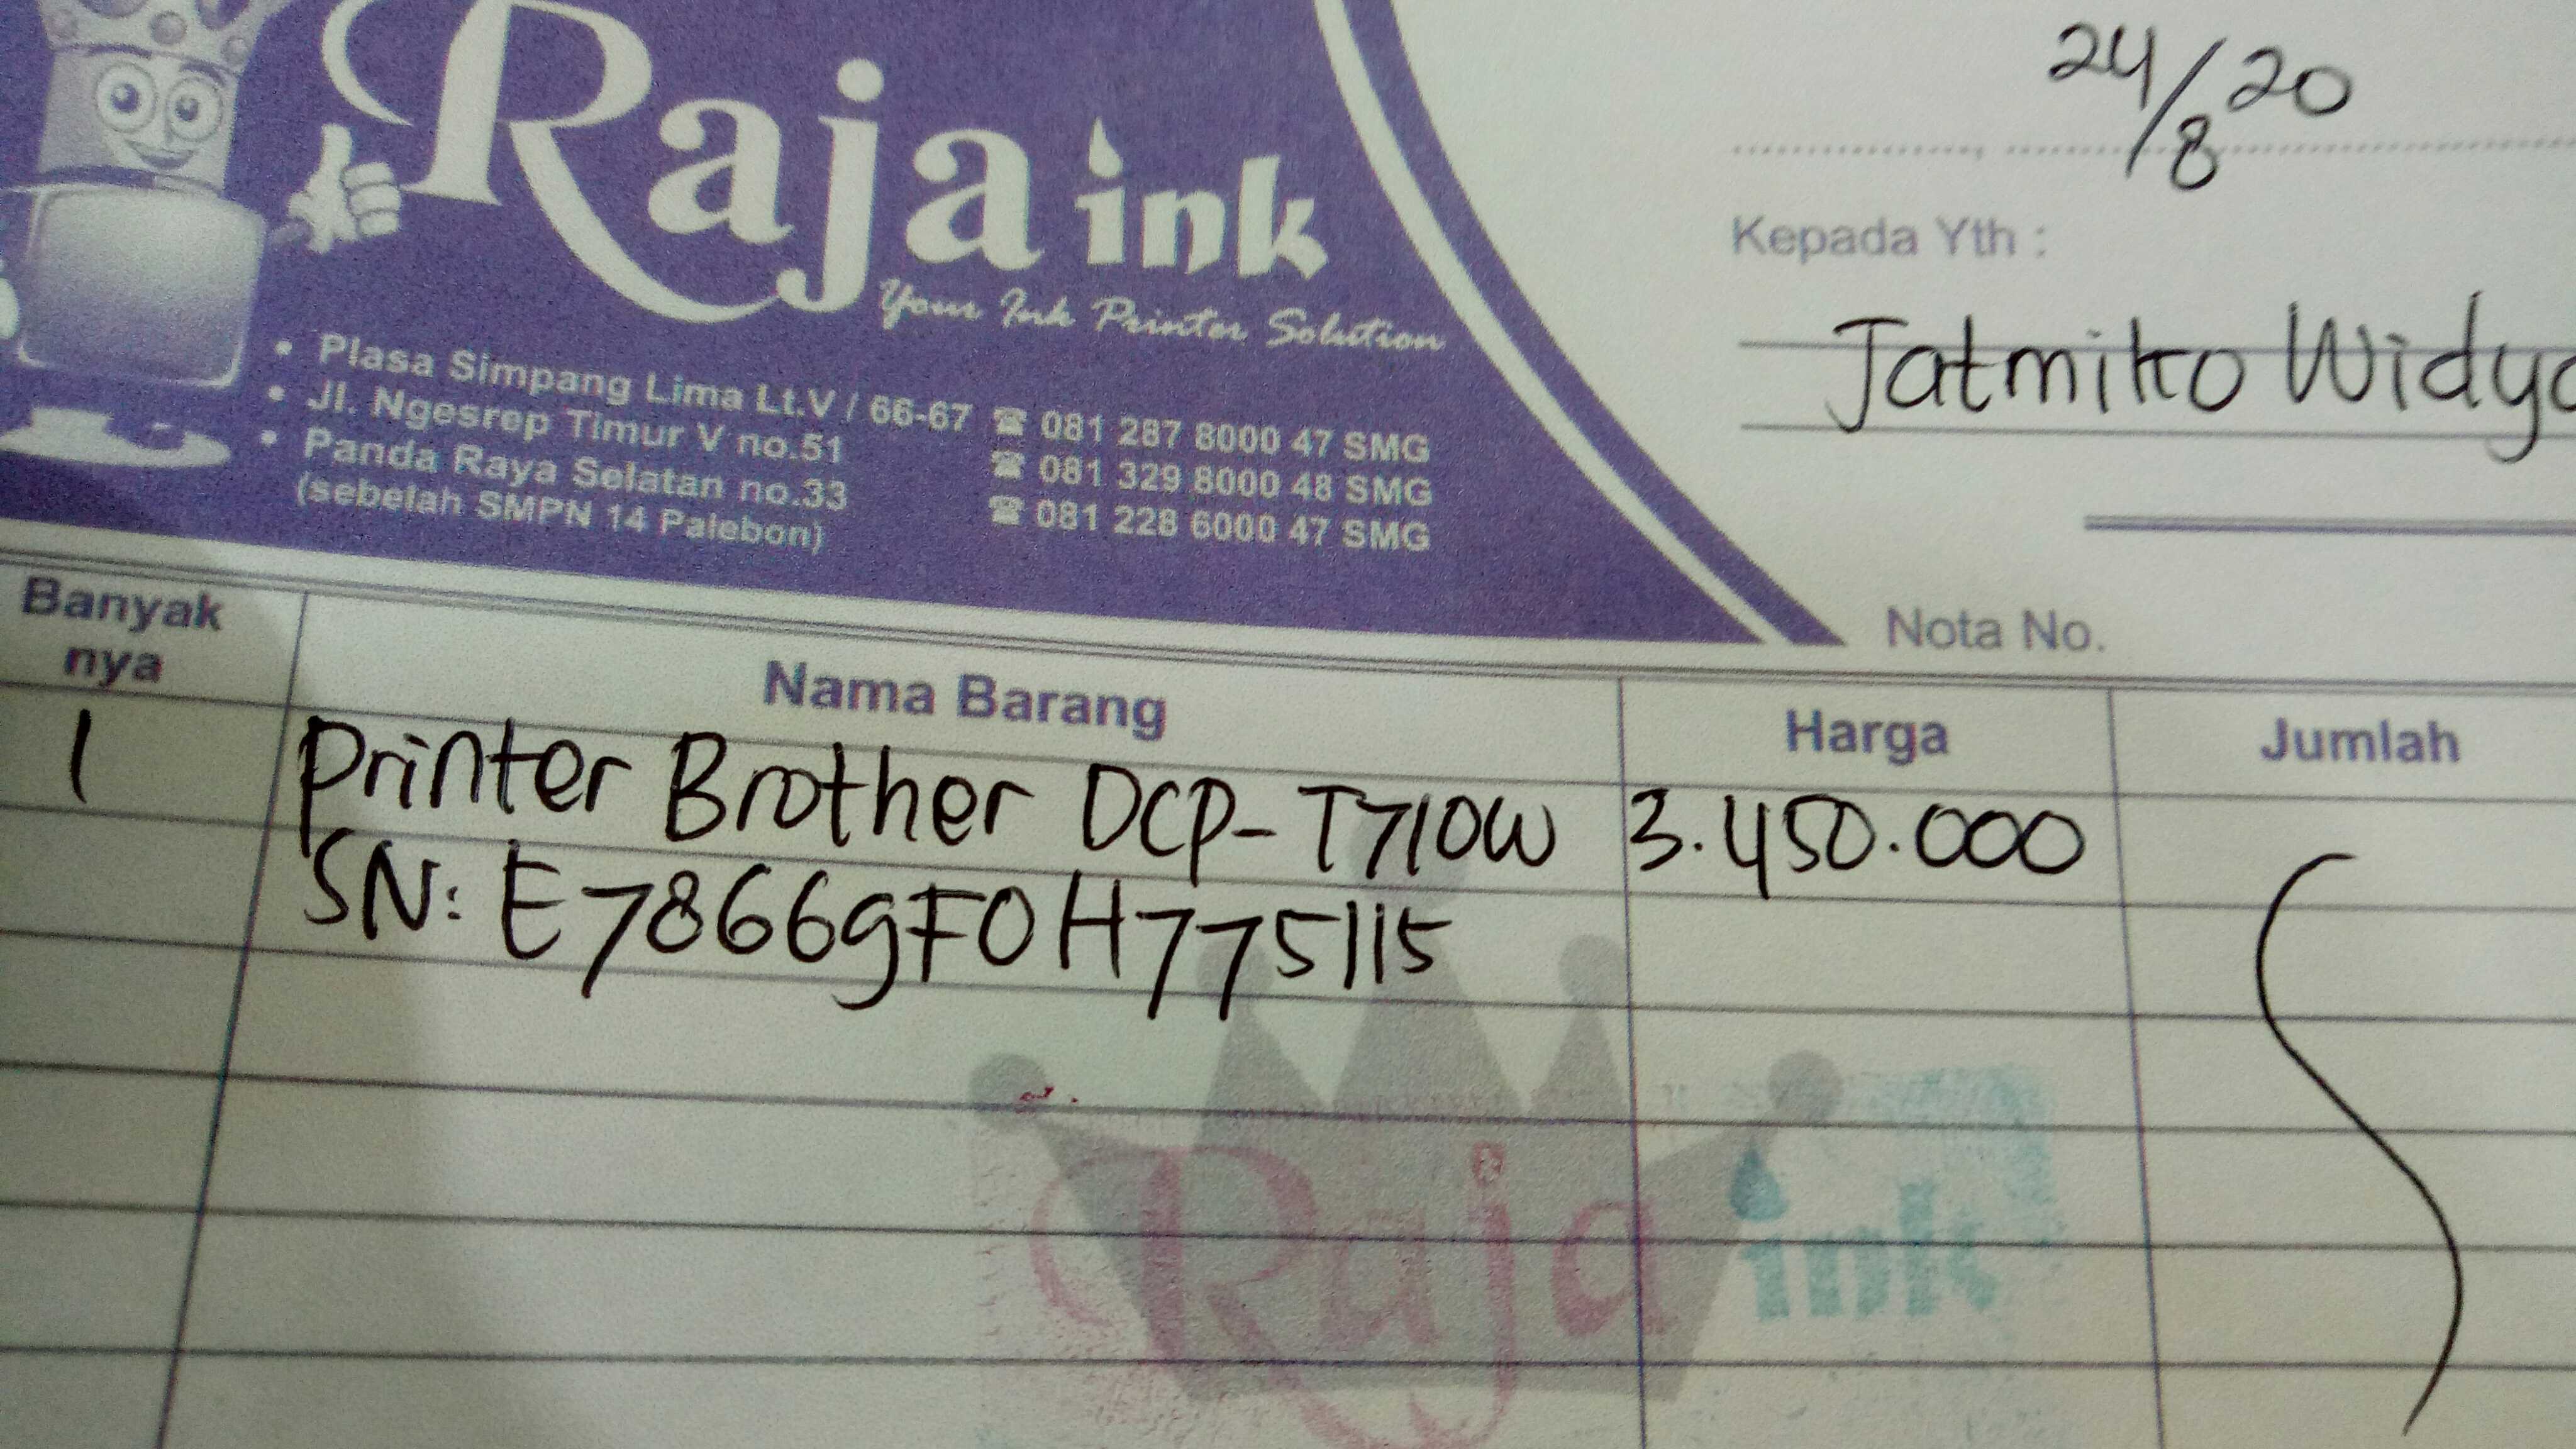 Raja ink
Your Ink Printer Solution
• Plasa Simpang Lima Lt.V / 66-67 ☎ 081 287 8000 47 SMG
• Jl. Ngesrep Timur V no.51 ☎ 081 329 8000 48 SMG
• Panda Raya Selatan no.33 ☎ 081 228 6000 47 SMG
(sebelah SMPN 14 Palebon)
24/8 20
Kepada Yth :
Jatmiko
Nota No.
Banyak nya Nama Barang Harga Jumlah
1 Printer Brother DCP-T710W 3.450.000
SN: E78669F0H775115
Raja ink